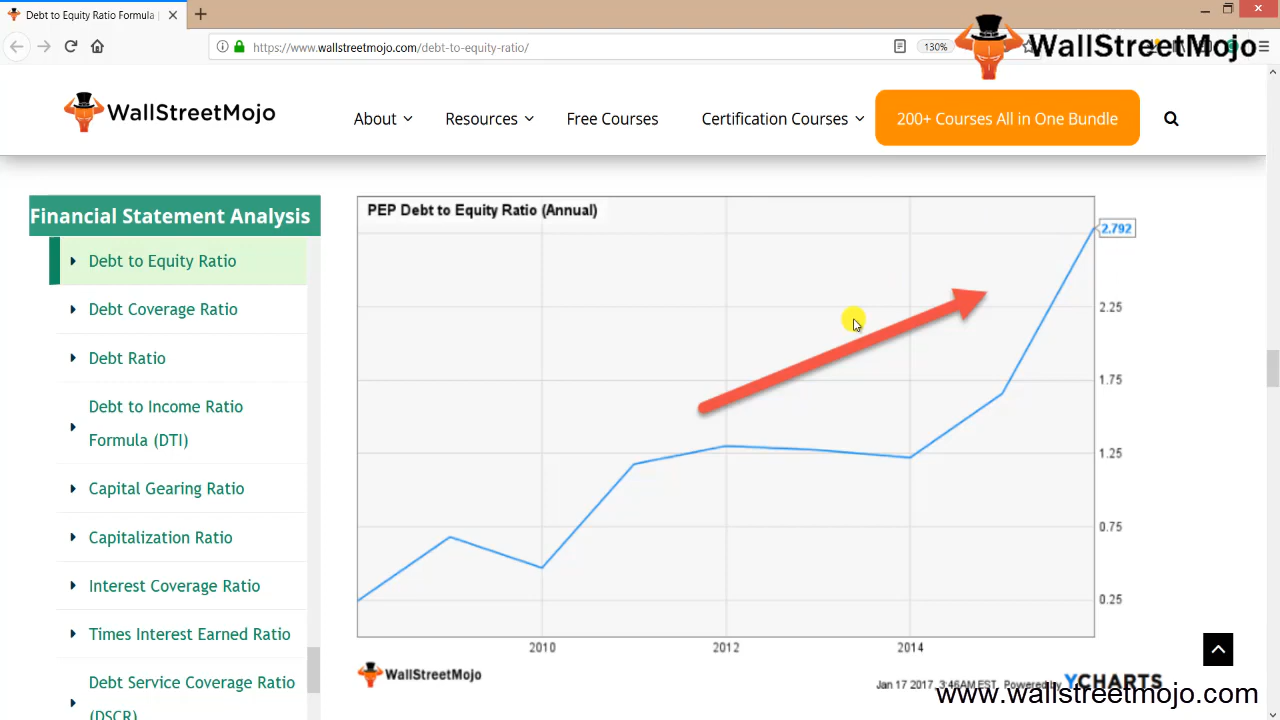 Debt to Equity Ratio Formula |
https://www.wallstreetmojo.com/debt-to-equity-ratio/
130%
WallStreetMojo
WallStreetMojo
About
Resources
Free Courses
Certification Courses
200+ Courses All in One Bundle
Financial Statement Analysis
Debt to Equity Ratio
Debt Coverage Ratio
Debt Ratio
Debt to Income Ratio
Formula (DTI)
Capital Gearing Ratio
Capitalization Ratio
Interest Coverage Ratio
Times Interest Earned Ratio
Debt Service Coverage Ratio
(DSCR)
PEP Debt to Equity Ratio (Annual)
2.792
2.25
1.75
1.25
0.75
0.25
2010
2012
2014
WallStreetMojo
Jan 17 2017, 3:46AM EST. Powered by YCHARTS
www.wallstreetmojo.com